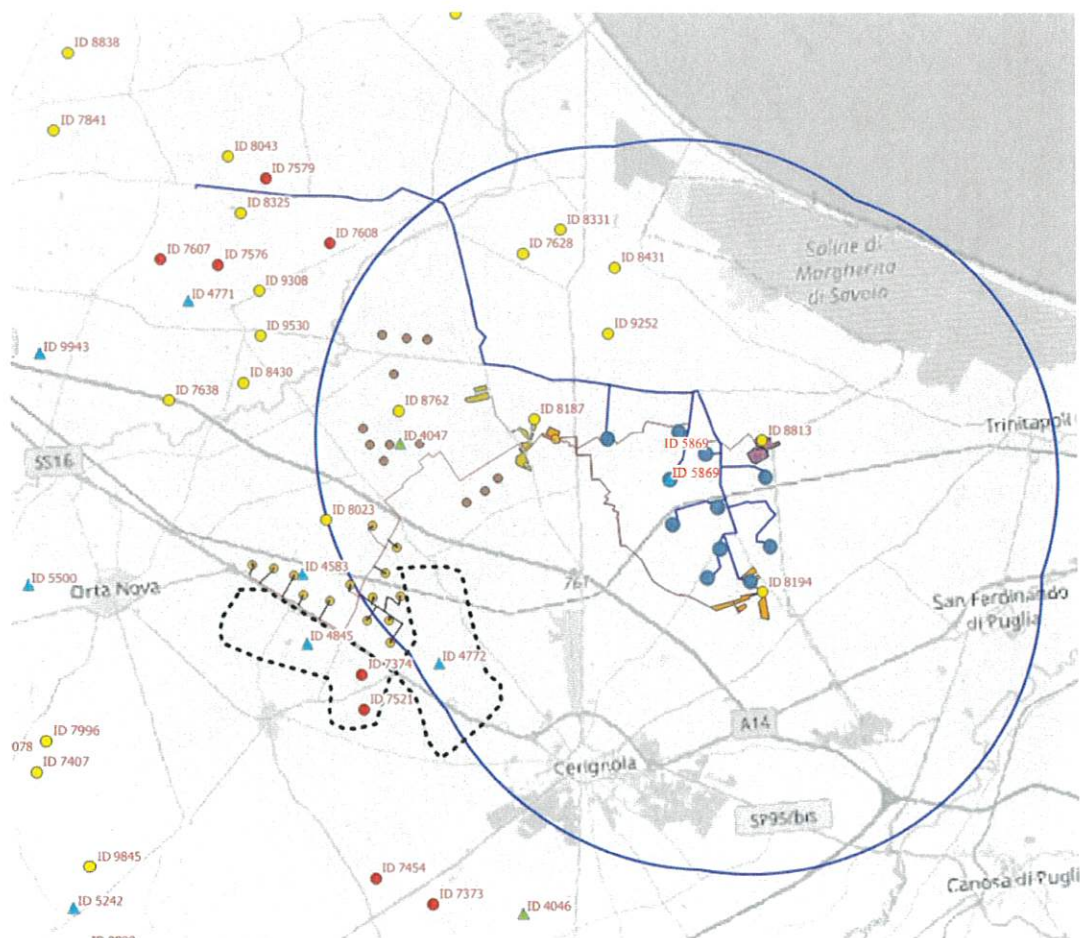 ID 8838
ID 7841
ID 8043
ID 7579
ID 8325
ID 8331
ID 7608
ID 7628
ID 7607
ID 7576
ID 8431
Saline di
Margherita
di Savoia
ID 9308
ID 4771
ID 9252
ID 9530
ID 9943
ID 8430
ID 7638
ID 8762
ID 8187
Trinitapoli
ID 4047
ID 5869
ID 8813
SS16
ID 5869
ID 8023
ID 4583
ID 5500
Orta Nova
761
ID 8194
San Ferdinando
di Puglia
ID 4845
ID 4772
ID 7374
ID 7521
A14
ID 7996
078
ID 7407
Cerignola
SP95/bis
ID 9845
ID 7454
Canosa di Pugli
ID 7373
ID 4046
ID 5242